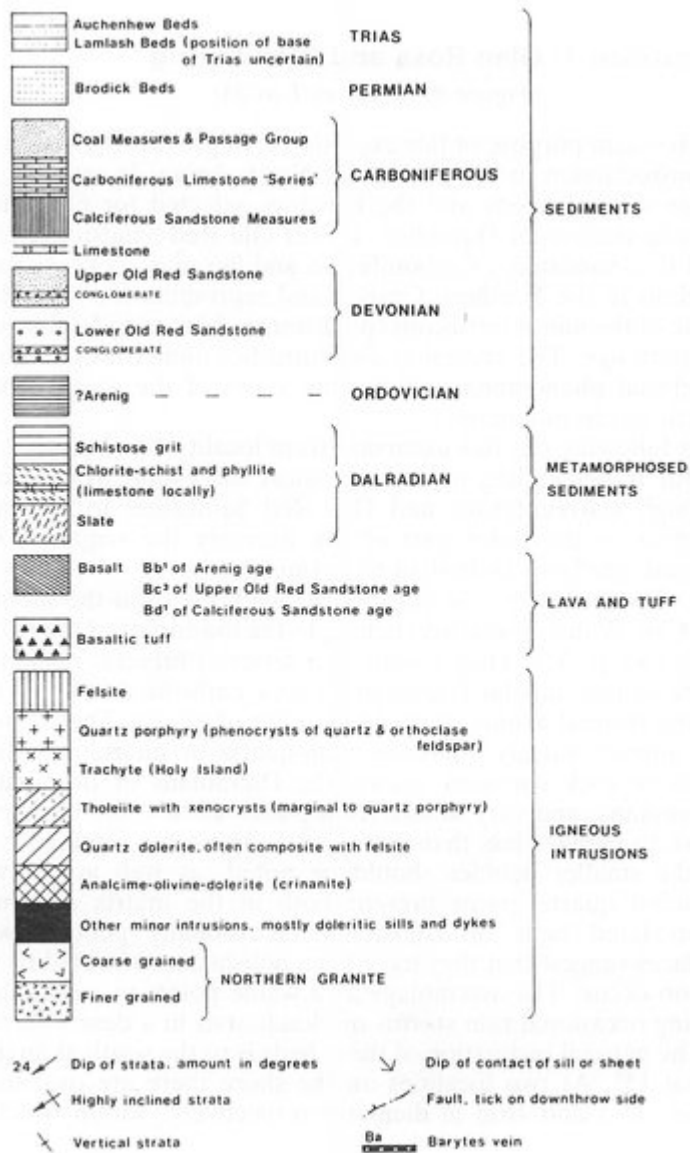 Auchenhew Beds
Lamlash Beds (position of base
of Trias uncertain)
TRIAS
Brodick Beds
PERMIAN
Coal Measures & Passage Group
Carboniferous Limestone 'Series'
Calciferous Sandstone Measures
CARBONIFEROUS
Limestone
Upper Old Red Sandstone
CONGLOMERATE
Lower Old Red Sandstone
CONGLOMERATE
DEVONIAN
?Arenig
ORDOVICIAN
SEDIMENTS
Schistose grit
Chlorite-schist and phyllite
(limestone locally)
Slate
DALRADIAN
METAMORPHOSED
SEDIMENTS
Basalt Bb¹ of Arenig age
Bc³ of Upper Old Red Sandstone age
Bd¹ of Calciferous Sandstone age
Basaltic tuff
LAVA AND TUFF
Felsite
Quartz porphyry (phenocrysts of quartz & orthoclase
feldspar)
Trachyte (Holy Island)
Tholeiite with xenocrysts (marginal to quartz porphyry)
Quartz dolerite, often composite with felsite
Analcime-olivine-dolerite (crinanite)
Other minor intrusions, mostly doleritic sills and dykes
Coarse grained
Finer grained
NORTHERN GRANITE
IGNEOUS
INTRUSIONS
24 Dip of strata, amount in degrees
Highly inclined strata
Vertical strata
Dip of contact of sill or sheet
Fault, tick on downthrow side
Ba
Barytes vein